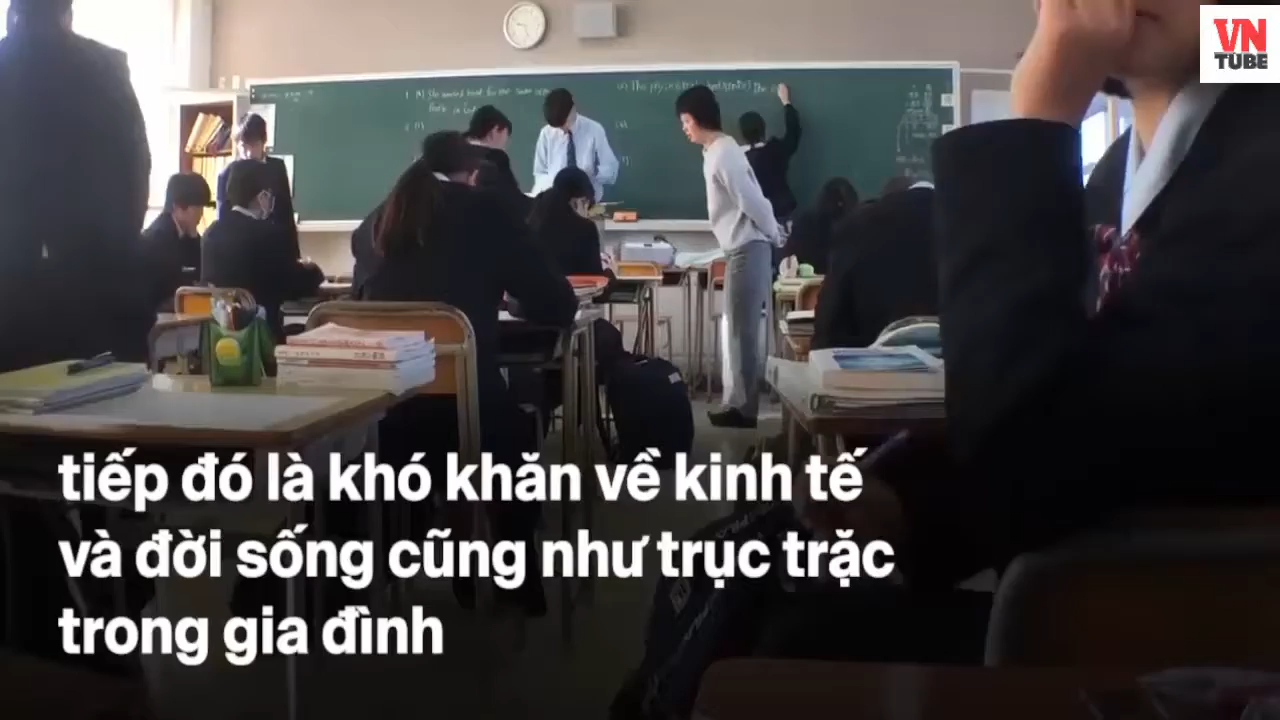 VN
TUBE
tiếp đó là khó khăn về kinh tế
và đời sống cũng như trục trặc
trong gia đình